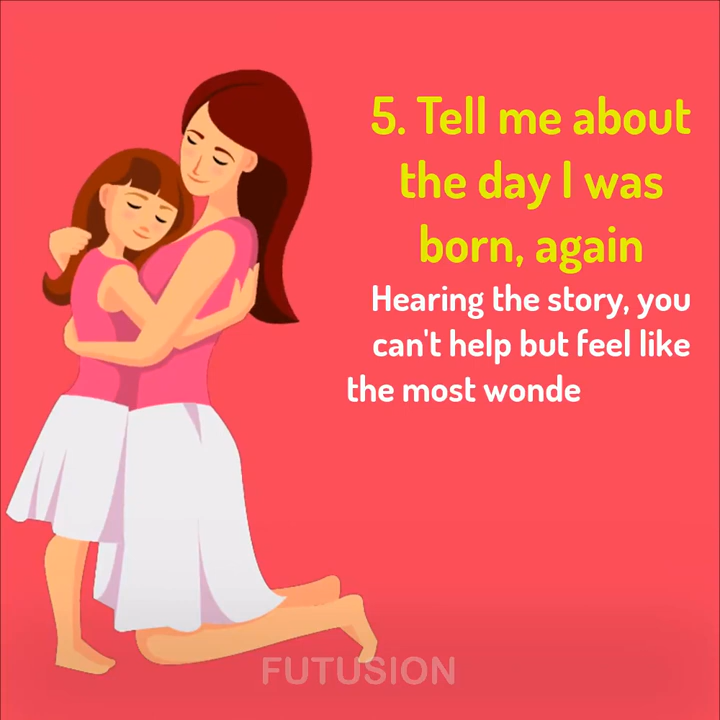 5. Tell me about
the day I was
born, again
Hearing the story, you
can't help but feel like
the most wonde
FUTUSION